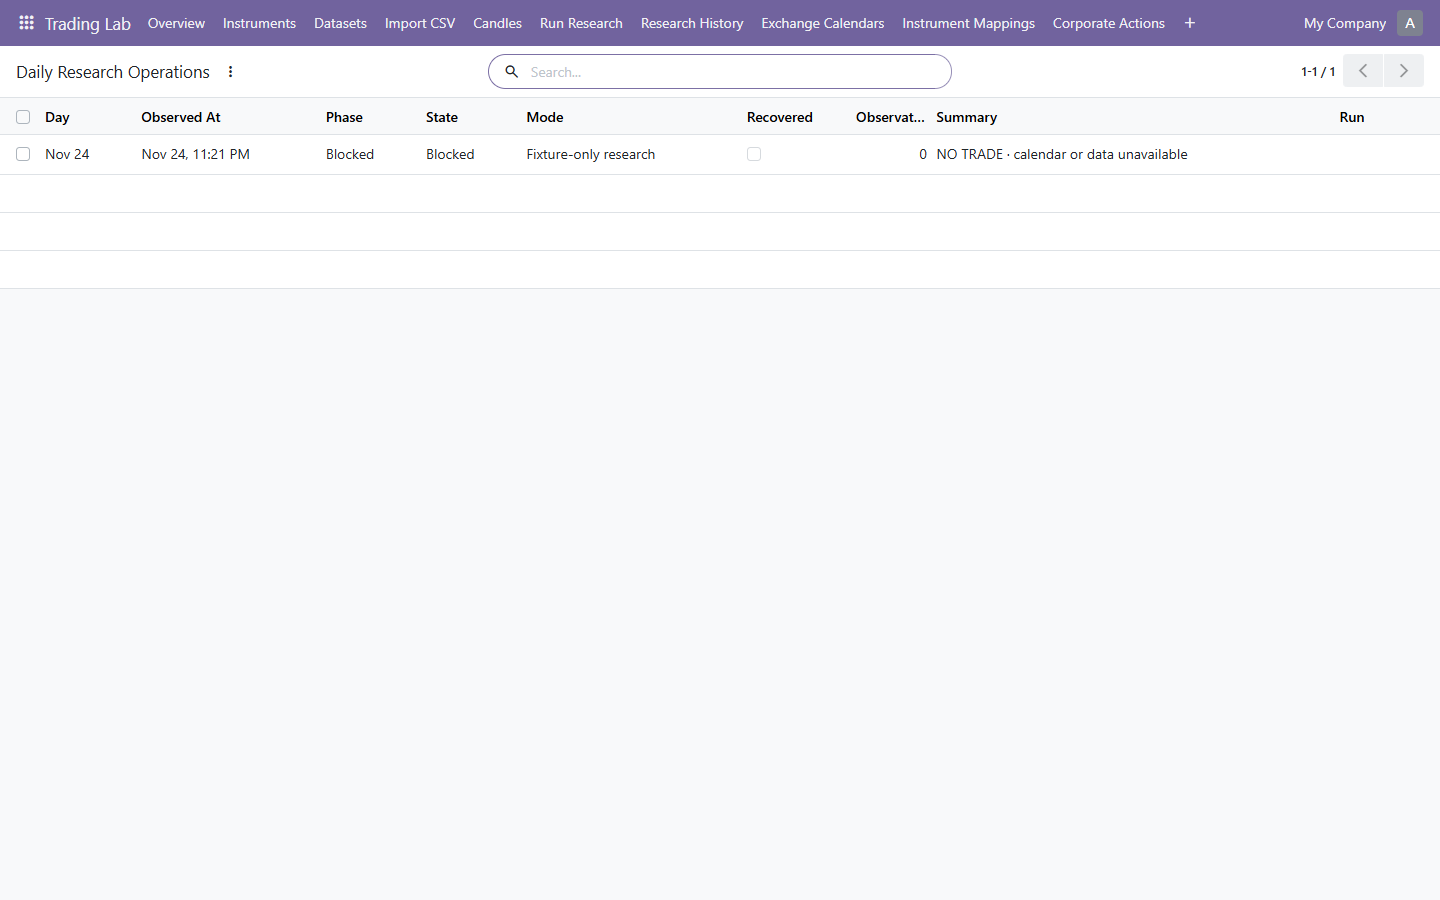 Trading Lab Overview Instruments Datasets Import CSV Candles Run Research Research History Exchange Calendars Instrument Mappings Corporate Actions + My Company A
Daily Research Operations Search... 1-1 / 1
Day Observed At Phase State Mode Recovered Observat... Summary Run
Nov 24 Nov 24, 11:21 PM Blocked Blocked Fixture-only research 0 NO TRADE · calendar or data unavailable